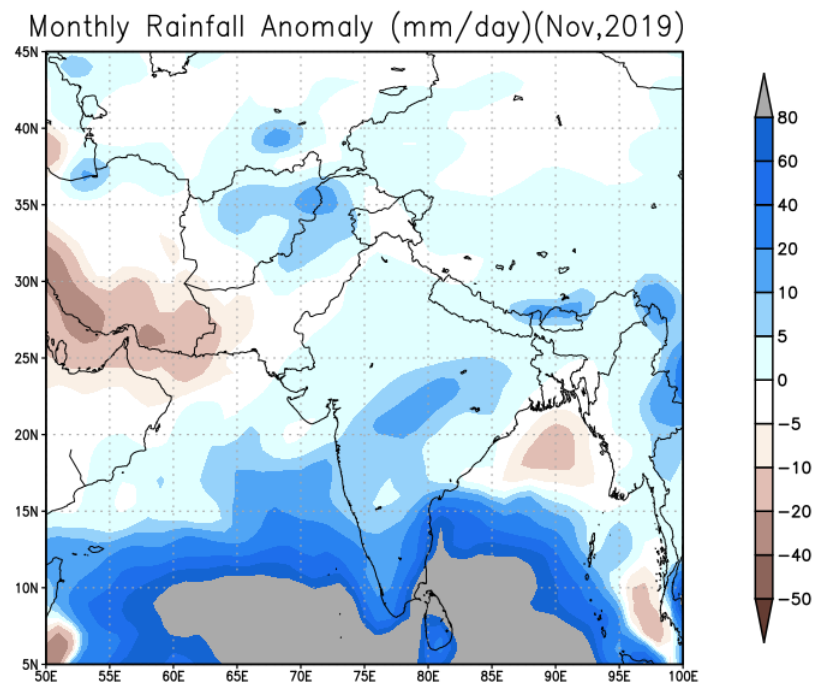 Monthly Rainfall Anomaly (mm/day)(Nov,2019)
45N
40N
35N
30N
25N
20N
15N
10N
5N
50E 55E 60E 65E 70E 75E 80E 85E 90E 95E 100E
80
60
40
20
10
5
0
−5
−10
−20
−40
−50